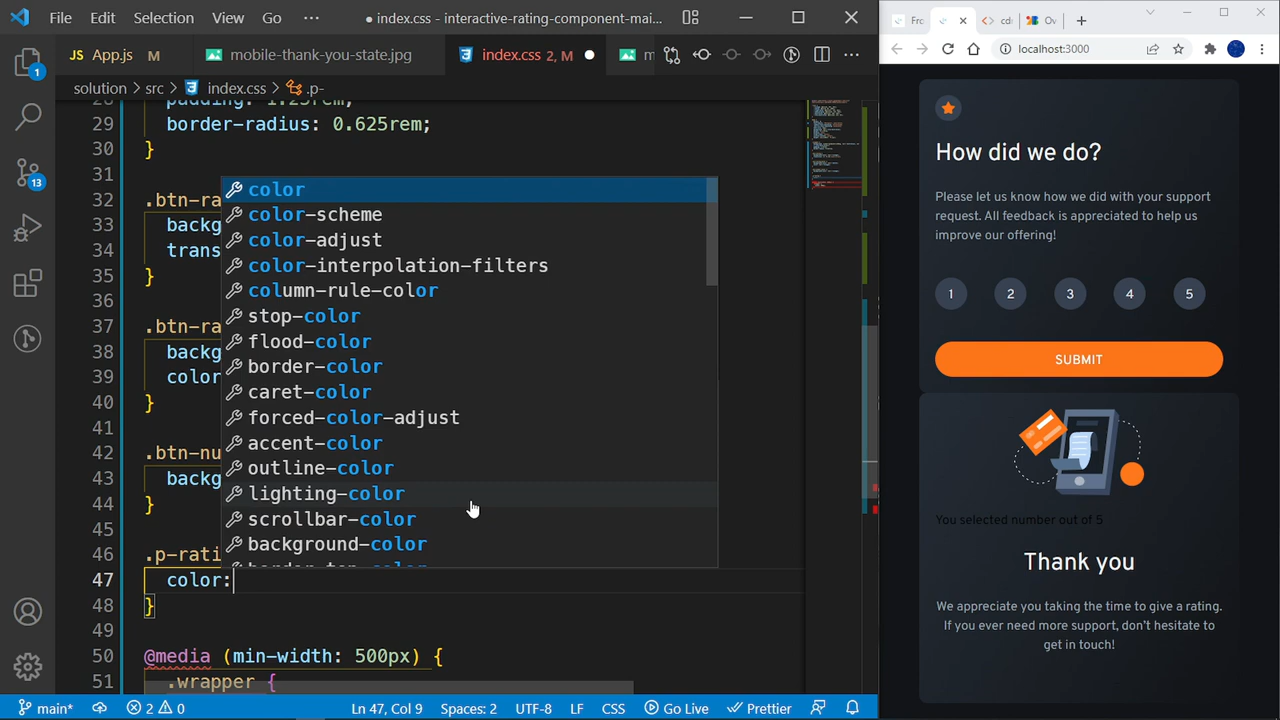 File Edit Selection View Go ··· ● index.css - interactive-rating-component-mai...
JS App.js M mobile-thank-you-state.jpg index.css 2, M ● m
solution > src > index.css > .p-
padding: 1.25rem;
29 border-radius: 0.625rem;
30 }
31
32 .btn-ra
33 backg
34 trans
35 }
36
37 .btn-ra
38 backg
39 color
40 }
41
42 .btn-nu
43 backg
44 }
45
46 .p-rati
47 color:
48 }
49
50 @media (min-width: 500px) {
51 .wrapper {
color
color-scheme
color-adjust
color-interpolation-filters
column-rule-color
stop-color
flood-color
border-color
caret-color
forced-color-adjust
accent-color
outline-color
lighting-color
scrollbar-color
background-color
1
13
main* 2 0 Ln 47, Col 9 Spaces: 2 UTF-8 LF CSS Go Live Prettier
Frc cd Ov
localhost:3000
How did we do?
Please let us know how we did with your support
request. All feedback is appreciated to help us
improve our offering!
1 2 3 4 5
SUBMIT
You selected number out of 5
Thank you
We appreciate you taking the time to give a rating.
If you ever need more support, don't hesitate to
get in touch!